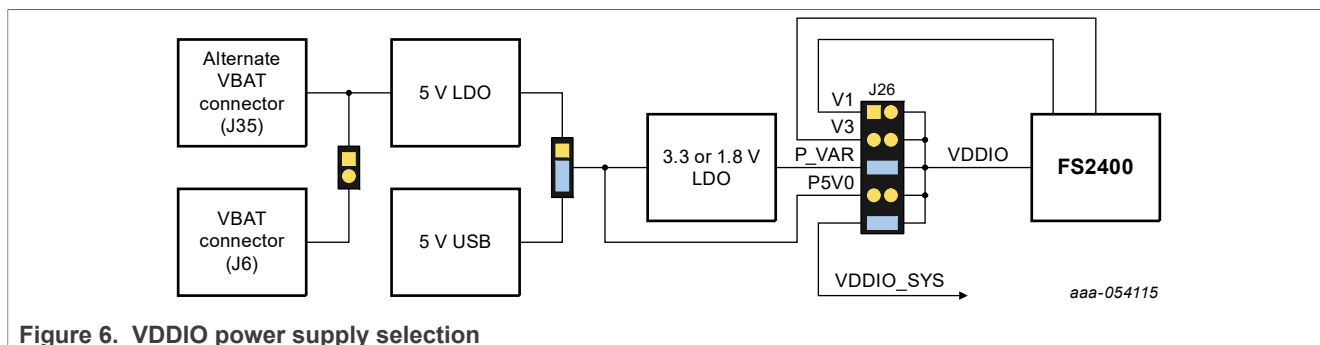 Alternate
VBAT
connector
(J35)
5 V LDO
VBAT
connector
(J6)
5 V USB
3.3 or 1.8 V
LDO
J26
V1
V3
P_VAR
P5V0
VDDIO
FS2400
VDDIO_SYS
aaa-054115
Figure 6. VDDIO power supply selection